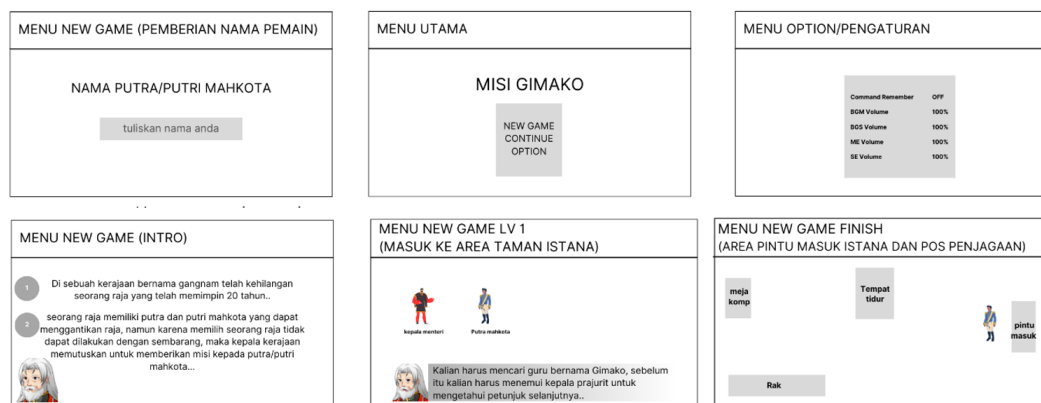 MENU NEW GAME (PEMBERIAN NAMA PEMAIN)
NAMA PUTRA/PUTRI MAHKOTA
tuliskan nama anda
MENU UTAMA
MISI GIMAKO
NEW GAME
CONTINUE
OPTION
MENU OPTION/PENGATURAN
Command Remember OFF
BGM Volume 100%
BGS Volume 100%
ME Volume 100%
SE Volume 100%
MENU NEW GAME (INTRO)
1
Di sebuah kerajaan bernama gangnam telah kehilangan
seorang raja yang telah memimpin 20 tahun..
2
seorang raja memiliki putra dan putri mahkota yang dapat
menggantikan raja, namun karena memilih seorang raja tidak
dapat dilakukan dengan sembarang, maka kepala kerajaan
memutuskan untuk memberikan misi kepada putra/putri
mahkota...
MENU NEW GAME LV 1
(MASUK KE AREA TAMAN ISTANA)
kepala menteri
Putra mahkota
Kalian harus mencari guru bernama Gimako, sebelum
itu kalian harus menemui kepala prajurit untuk
mengetahui petunjuk selanjutnya..
MENU NEW GAME FINISH
(AREA PINTU MASUK ISTANA DAN POS PENJAGAAN)
meja
komp
Tempat
tidur
pintu
masuk
Rak